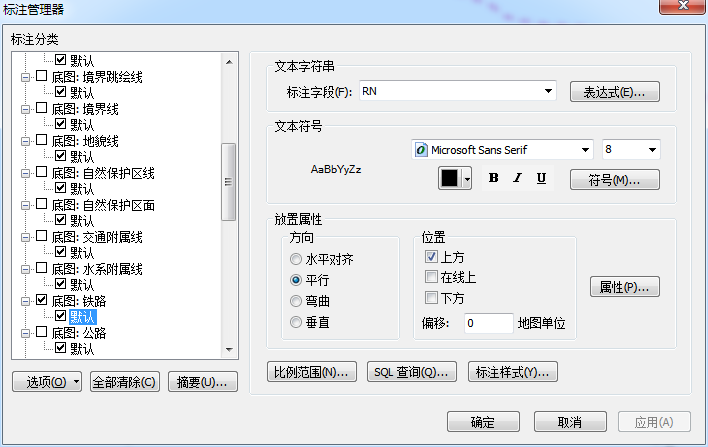 标注管理器
标注分类
默认
底图: 境界跳绘线
默认
底图: 境界线
默认
底图: 地貌线
默认
底图: 自然保护区线
默认
底图: 自然保护区面
默认
底图: 交通附属线
默认
底图: 水系附属线
默认
底图: 铁路
默认
底图: 公路
默认
选项(O)
全部清除(C)
摘要(U)...
文本字符串
标注字段(F): RN
表达式(E)...
文本符号
AaBbYyZz
Microsoft Sans Serif
8
B I U
符号(M)...
放置属性
方向
水平对齐
平行
弯曲
垂直
位置
上方
在线上
下方
偏移: 0 地图单位
属性(P)...
比例范围(N)...
SQL 查询(Q)...
标注样式(Y)...
确定
取消
应用(A)